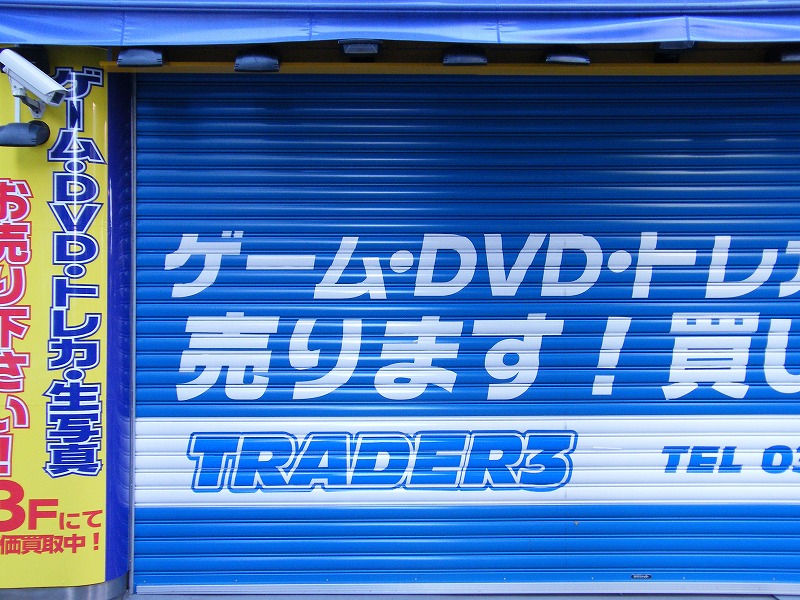 ゲーム・DVD・トレカ・生写真
お売り下さい!
3Fにて
価買取中!
ゲーム・DVD・トレカ
売ります!買い
TRADER3
TEL 03